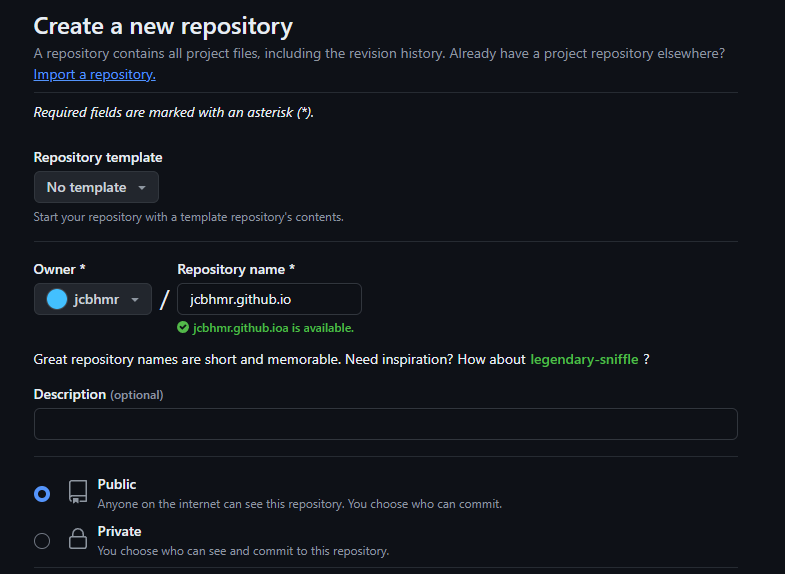 Create a new repository
A repository contains all project files, including the revision history. Already have a project repository elsewhere?
Import a repository.
Required fields are marked with an asterisk (*).
Repository template
No template
Start your repository with a template repository's contents.
Owner * Repository name *
jcbhmr / jcbhmr.github.io
jcbhmr.github.ioa is available.
Great repository names are short and memorable. Need inspiration? How about legendary-sniffle ?
Description (optional)
Public
Anyone on the internet can see this repository. You choose who can commit.
Private
You choose who can see and commit to this repository.